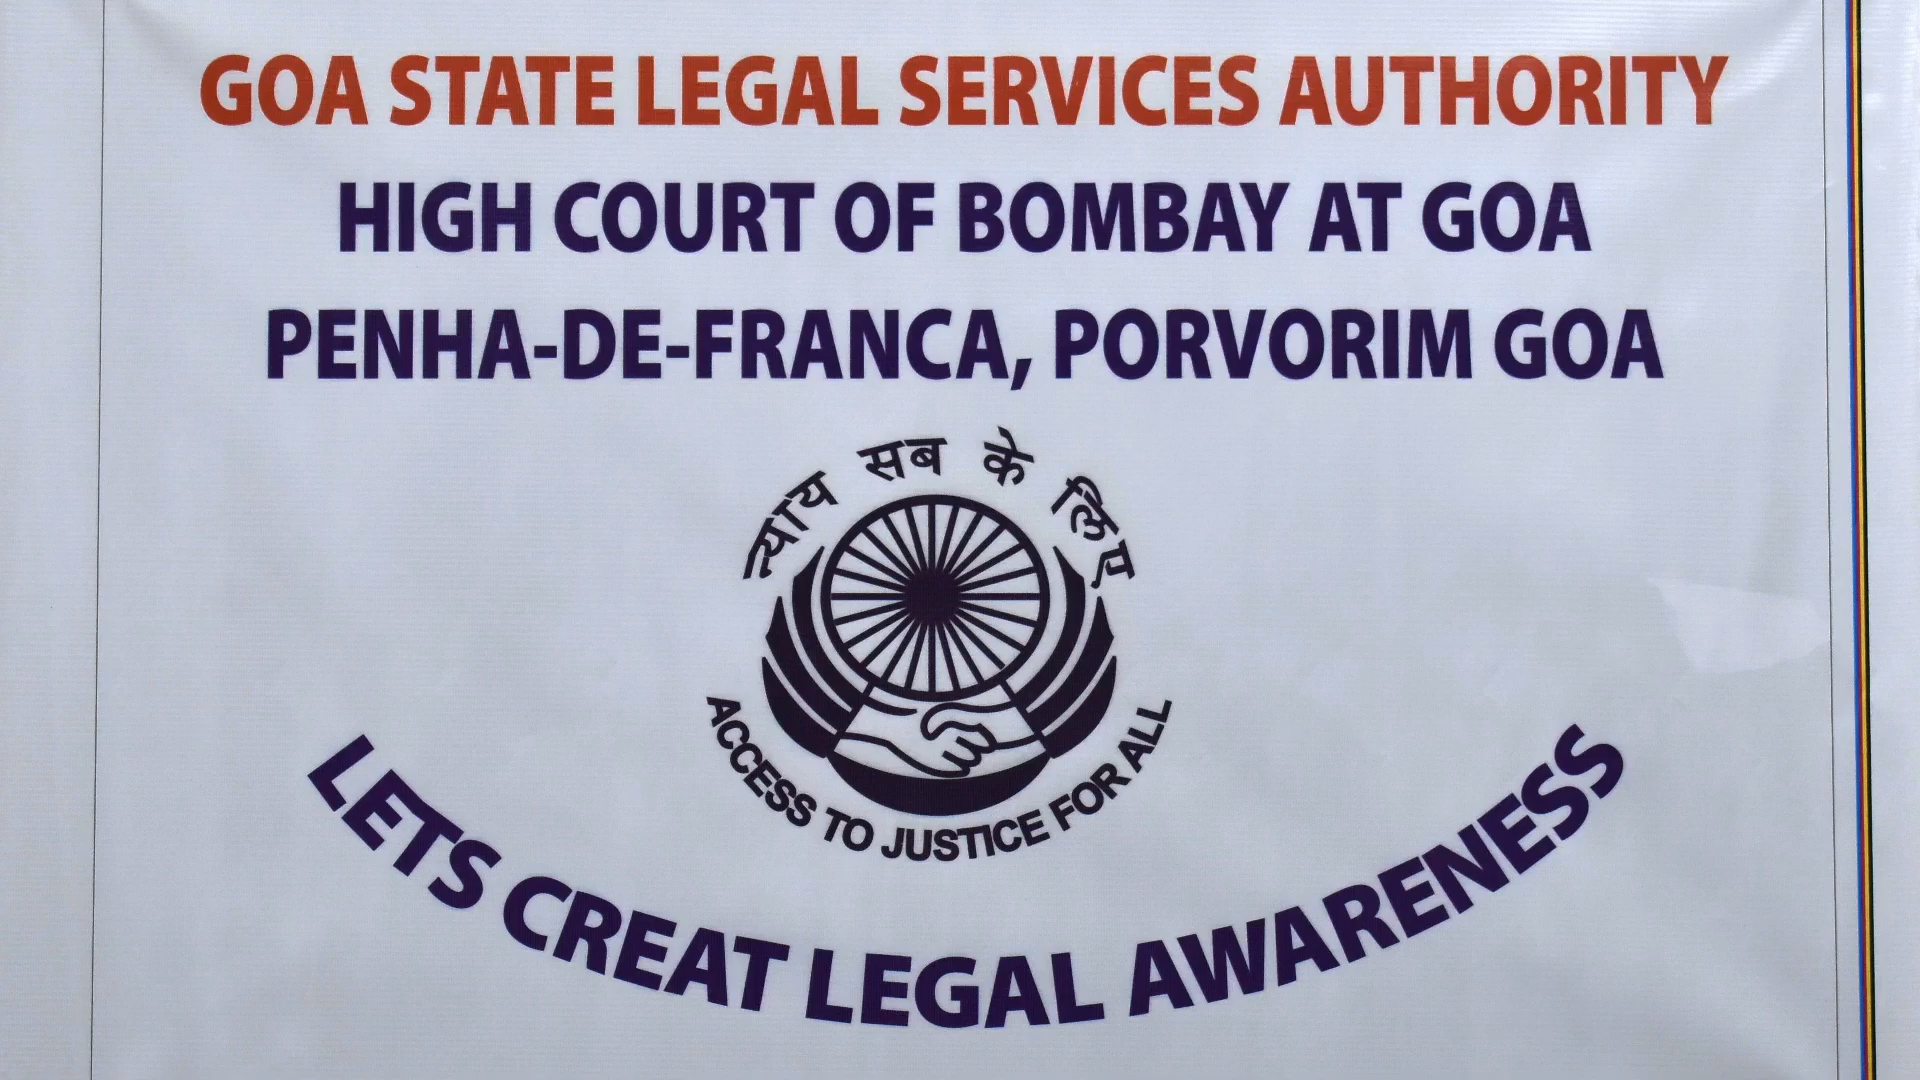 GOA STATE LEGAL SERVICES AUTHORITY
HIGH COURT OF BOMBAY AT GOA
PENHA-DE-FRANCA, PORVORIM GOA
न्याय सब के लिए
ACCESS TO JUSTICE FOR ALL
LETS CREAT LEGAL AWARENESS